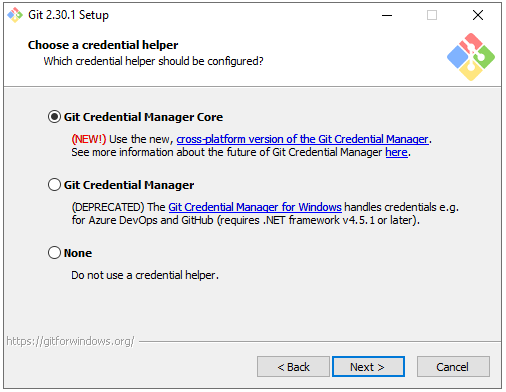 Git 2.30.1 Setup
Choose a credential helper
Which credential helper should be configured?
Git Credential Manager Core
(NEW!) Use the new, cross-platform version of the Git Credential Manager.
See more information about the future of Git Credential Manager here.
Git Credential Manager
(DEPRECATED) The Git Credential Manager for Windows handles credentials e.g.
for Azure DevOps and GitHub (requires .NET framework v4.5.1 or later).
None
Do not use a credential helper.
https://gitforwindows.org/
< Back
Next >
Cancel